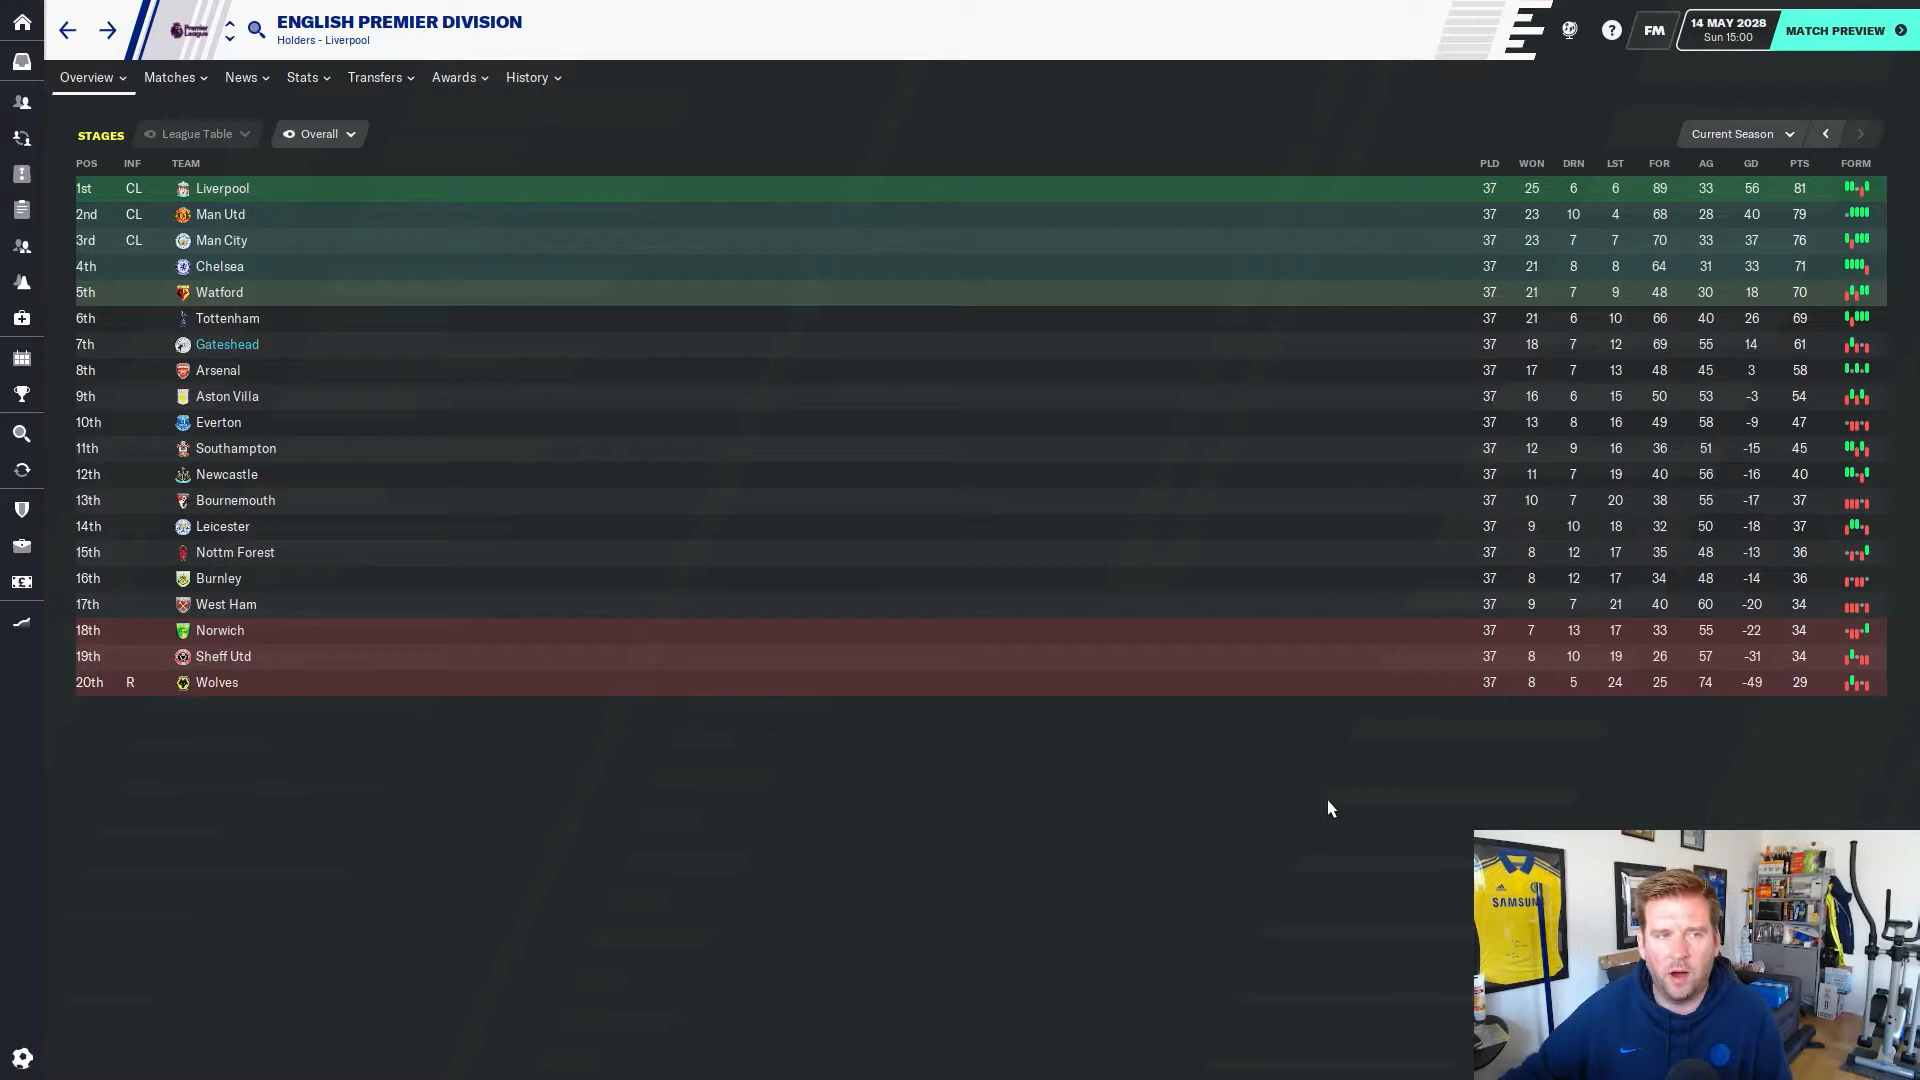 ENGLISH PREMIER DIVISION
Holders - Liverpool
Premier League
?
FM
14 MAY 2028
Sun 15:00
MATCH PREVIEW
Overview Matches News Stats Transfers Awards History
STAGES League Table Overall Current Season
POS INF TEAM PLD WON DRN LST FOR AG GD PTS FORM
1st CL Liverpool 37 25 6 6 89 33 56 81
2nd CL Man Utd 37 23 10 4 68 28 40 79
3rd CL Man City 37 23 7 7 70 33 37 76
4th Chelsea 37 21 8 8 64 31 33 71
5th Watford 37 21 7 9 48 30 18 70
6th Tottenham 37 21 6 10 66 40 26 69
7th Gateshead 37 18 7 12 69 55 14 61
8th Arsenal 37 17 7 13 48 45 3 58
9th Aston Villa 37 16 6 15 50 53 -3 54
10th Everton 37 13 8 16 49 58 -9 47
11th Southampton 37 12 9 16 36 51 -15 45
12th Newcastle 37 11 7 19 40 56 -16 40
13th Bournemouth 37 10 7 20 38 55 -17 37
14th Leicester 37 9 10 18 32 50 -18 37
15th Nottm Forest 37 8 12 17 35 48 -13 36
16th Burnley 37 8 12 17 34 48 -14 36
17th West Ham 37 9 7 21 40 60 -20 34
18th Norwich 37 7 13 17 33 55 -22 34
19th Sheff Utd 37 8 10 19 26 57 -31 34
20th R Wolves 37 8 5 24 25 74 -49 29
SAMSUNG